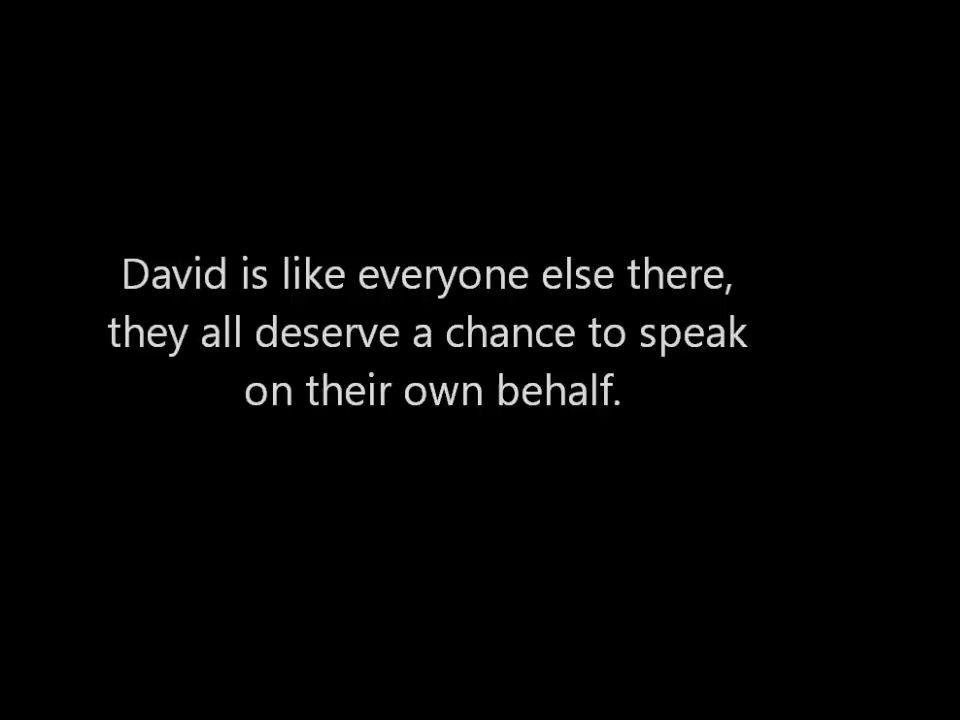 David is like everyone else there,
they all deserve a chance to speak
on their own behalf.